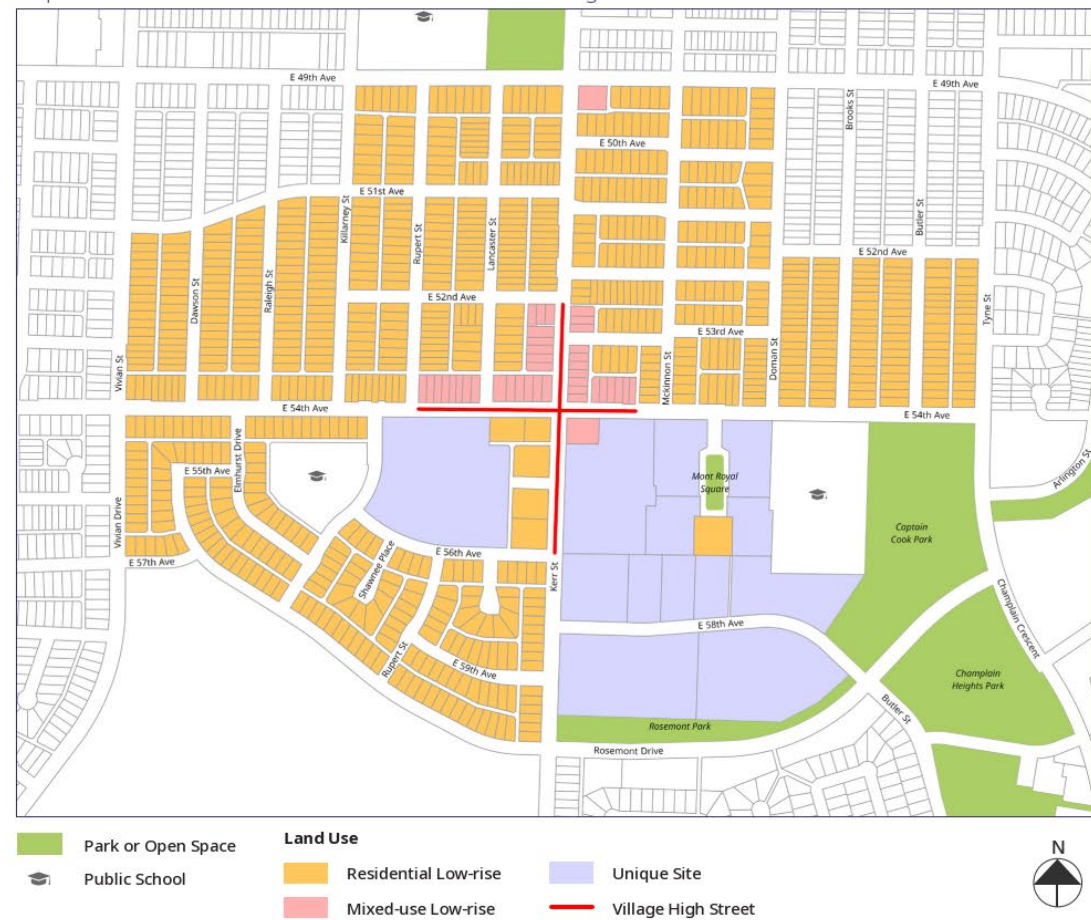 E 49th Ave
E 49th Ave
Brooks St
E 50th Ave
E 51st Ave
Killarney St
Rupert St
Lancaster St
Butler St
E 52nd Ave
Dawson St
Raleigh St
E 52nd Ave
Tyne St
E 53rd Ave
Vivian St
Mckinnon St
Doman St
E 54th Ave
E 54th Ave
Elmhurst Drive
E 55th Ave
Arlington St
Mont Royal
Square
Vivian Drive
Captain
Cook Park
E 56th Ave
E 57th Ave
Shawnee Place
Kerr St
Champlain Crescent
E 58th Ave
Rupert St
E 59th Ave
Champlain
Heights Park
Butler St
Rosemont Park
Rosemont Drive
Park or Open Space
Public School
Land Use
Residential Low-rise
Mixed-use Low-rise
Unique Site
Village High Street
N